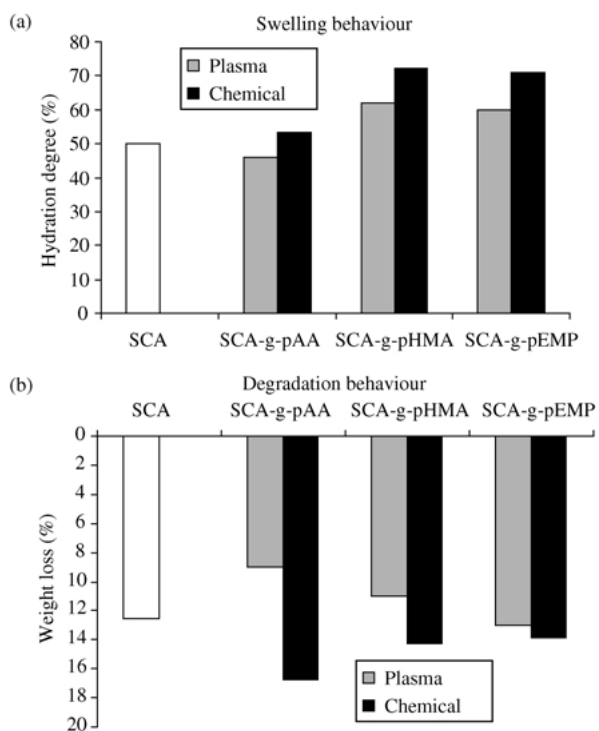 (a)
Swelling behaviour
Hydration degree (%)
80
70
60
50
40
30
20
10
0
Plasma
Chemical
SCA
SCA-g-pAA
SCA-g-pHMA
SCA-g-pEMP
(b)
Degradation behaviour
SCA
SCA-g-pAA
SCA-g-pHMA
SCA-g-pEMP
Weight loss (%)
0
2
4
6
8
10
12
14
16
18
20
Plasma
Chemical